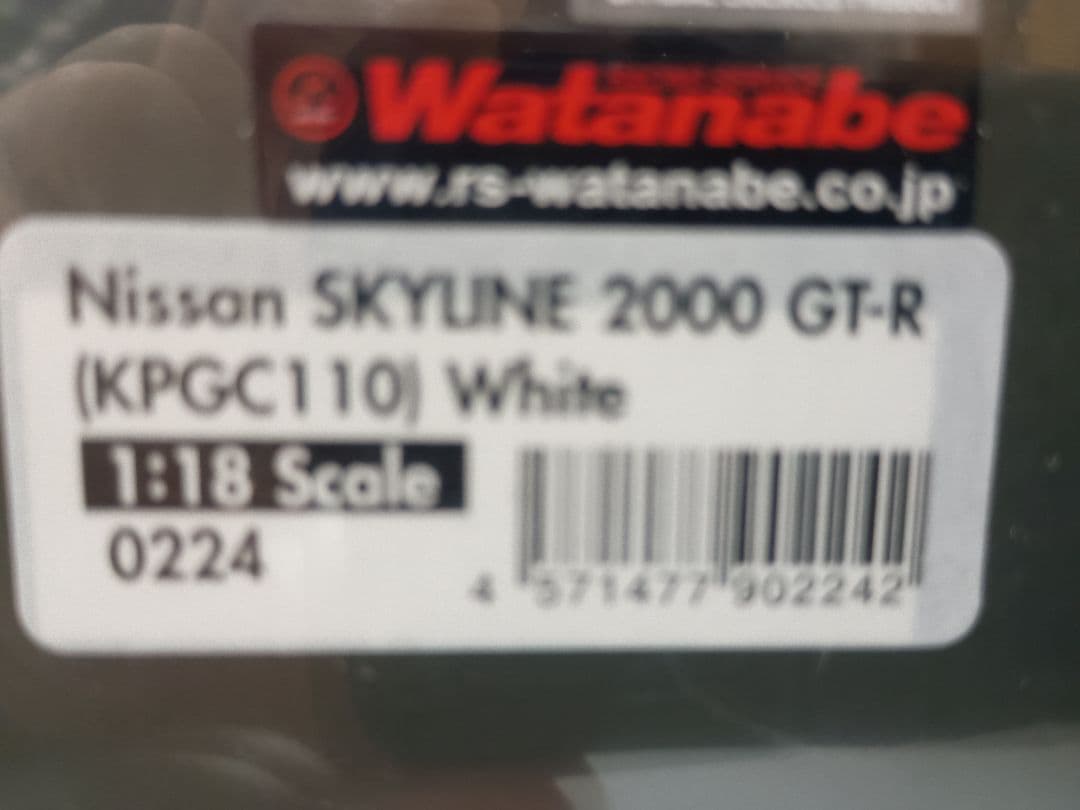 Watanabe
www.rs-watanabe.co.jp
Nissan SKYLINE 2000 GT-R
(KPGC110) White
1:18 Scale
0224
4 571477 902242